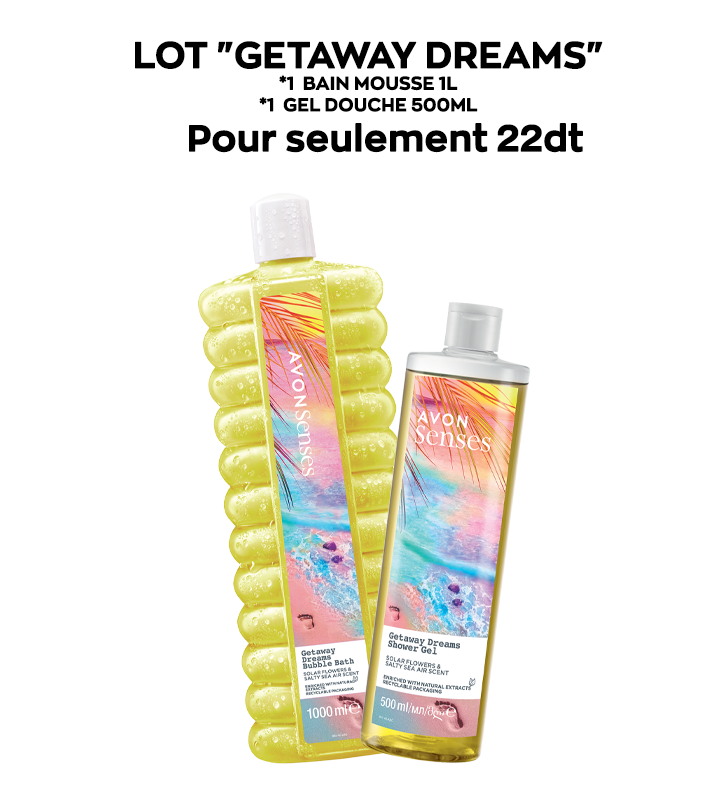 LOT "GETAWAY DREAMS"
*1 BAIN MOUSSE 1L
*1 GEL DOUCHE 500ML
Pour seulement 22dt
AVON Senses
Getaway
Dreams
Bubble Bath
SOLAR FLOWERS &
SALTY SEA AIR SCENT
ENRICHED WITH NATURAL
EXTRACTS
RECYCLABLE PACKAGING
1000 ml e
AVON
Senses
Getaway Dreams
Shower Gel
SOLAR FLOWERS &
SALTY SEA AIR SCENT
ENRICHED WITH NATURAL EXTRACTS
RECYCLABLE PACKAGING
500 ml/мл/ e